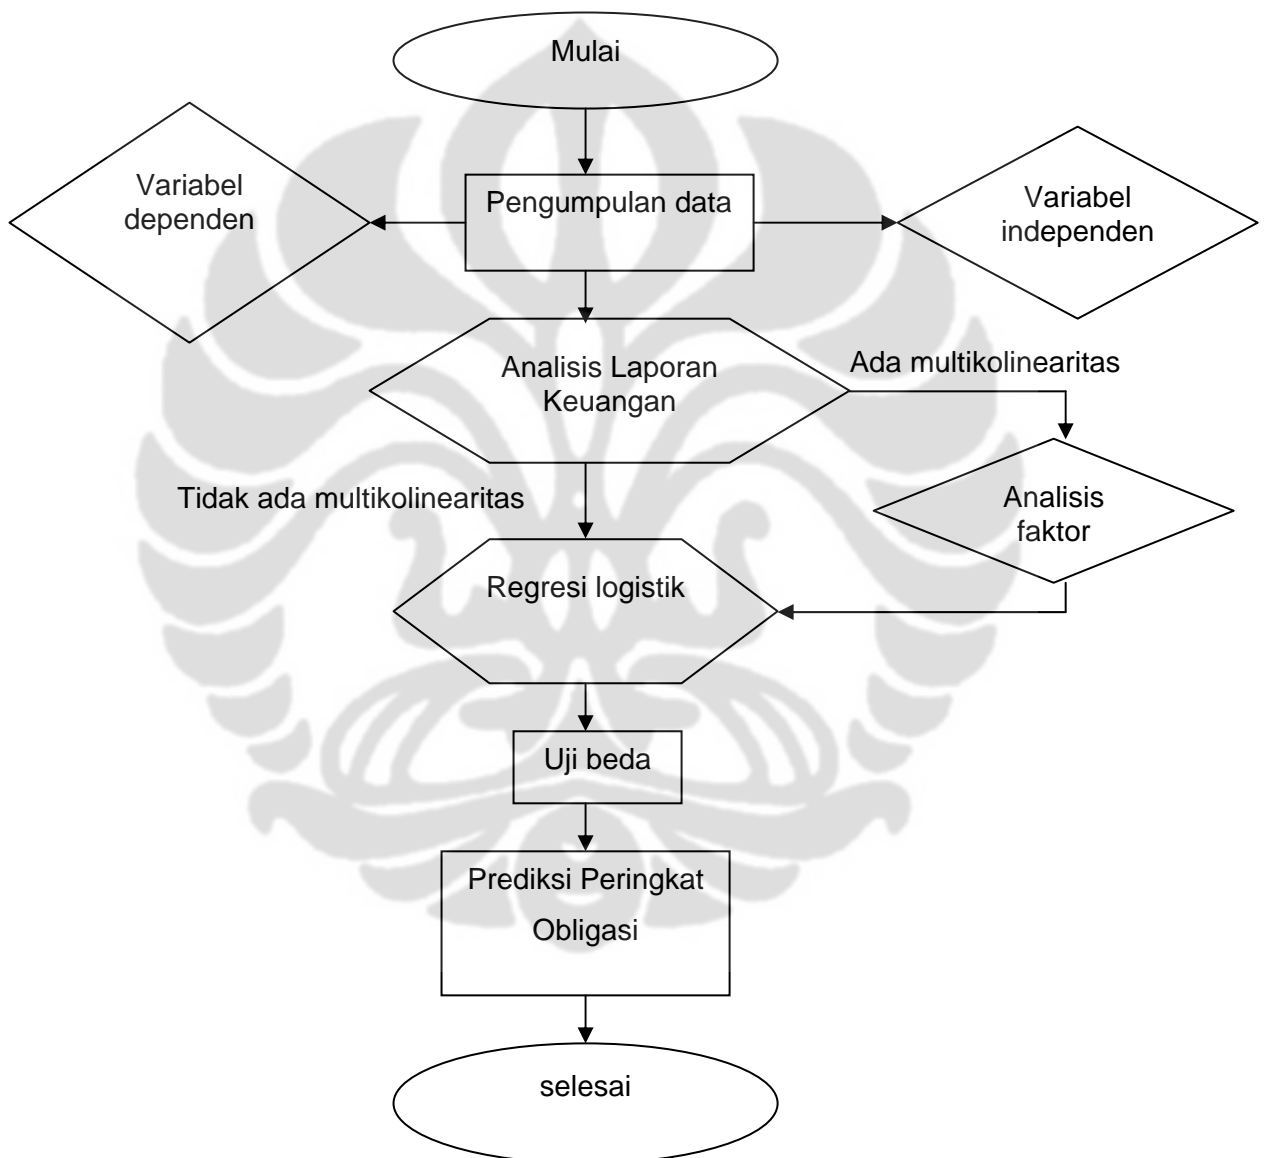 Mulai
Variabel
dependen
Pengumpulan data
Variabel
independen
Analisis Laporan
Keuangan
Ada multikolinearitas
Tidak ada multikolinearitas
Analisis
faktor
Regresi logistik
Uji beda
Prediksi Peringkat
Obligasi
selesai